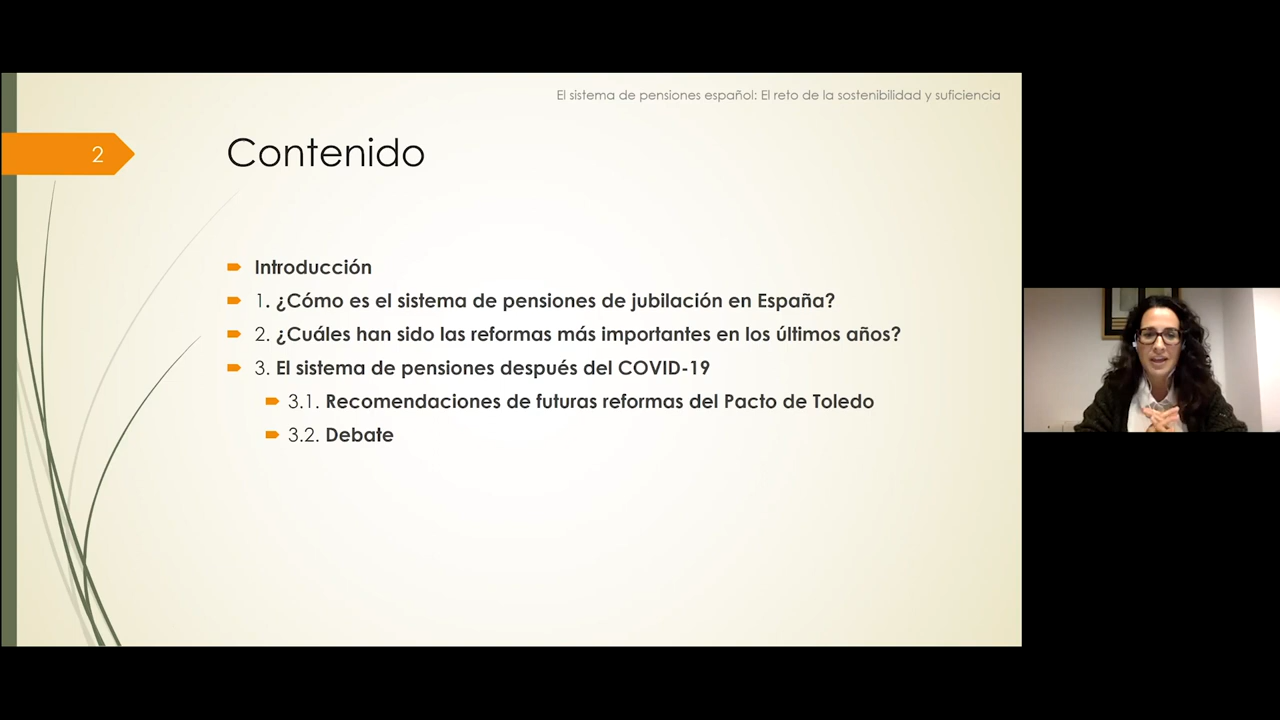 El sistema de pensiones español: El reto de la sostenibilidad y suficiencia
2
Contenido
Introducción
1. ¿Cómo es el sistema de pensiones de jubilación en España?
2. ¿Cuáles han sido las reformas más importantes en los últimos años?
3. El sistema de pensiones después del COVID-19
3.1. Recomendaciones de futuras reformas del Pacto de Toledo
3.2. Debate